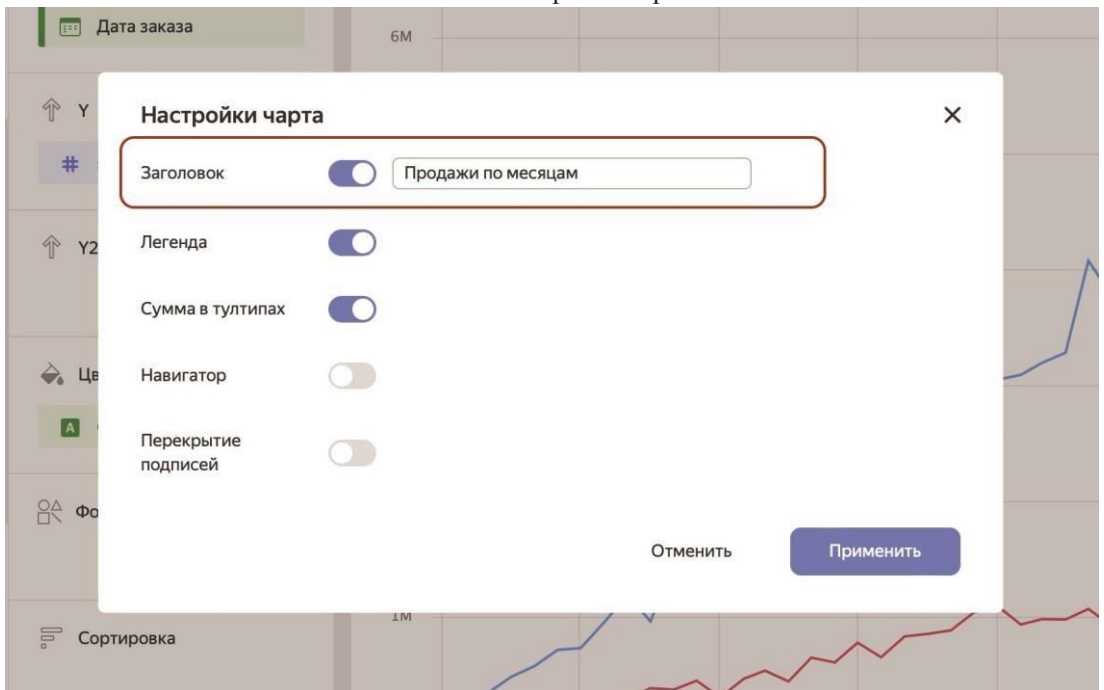 Дата заказа
6M
Y
Настройки чарта
Заголовок
Продажи по месяцам
Y2
Легенда
Сумма в тултипах
Навигатор
A
Перекрытие
подписей
Отменить
Применить
1M
Сортировка